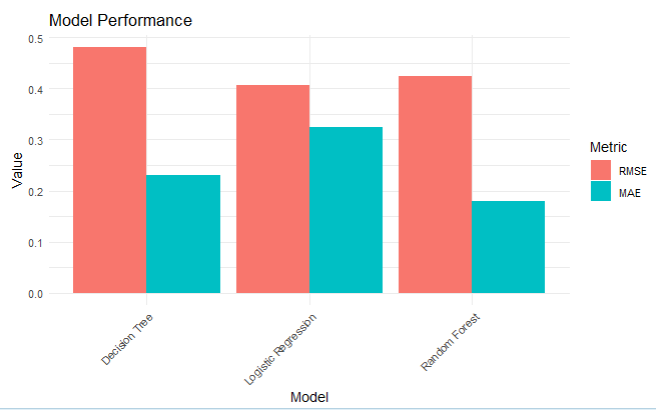 Model Performance
0.5
0.4
0.3
0.2
0.1
0.0
Value
Decision Tree
Logistic Regression
Random Forest
Model
Metric
RMSE
MAE